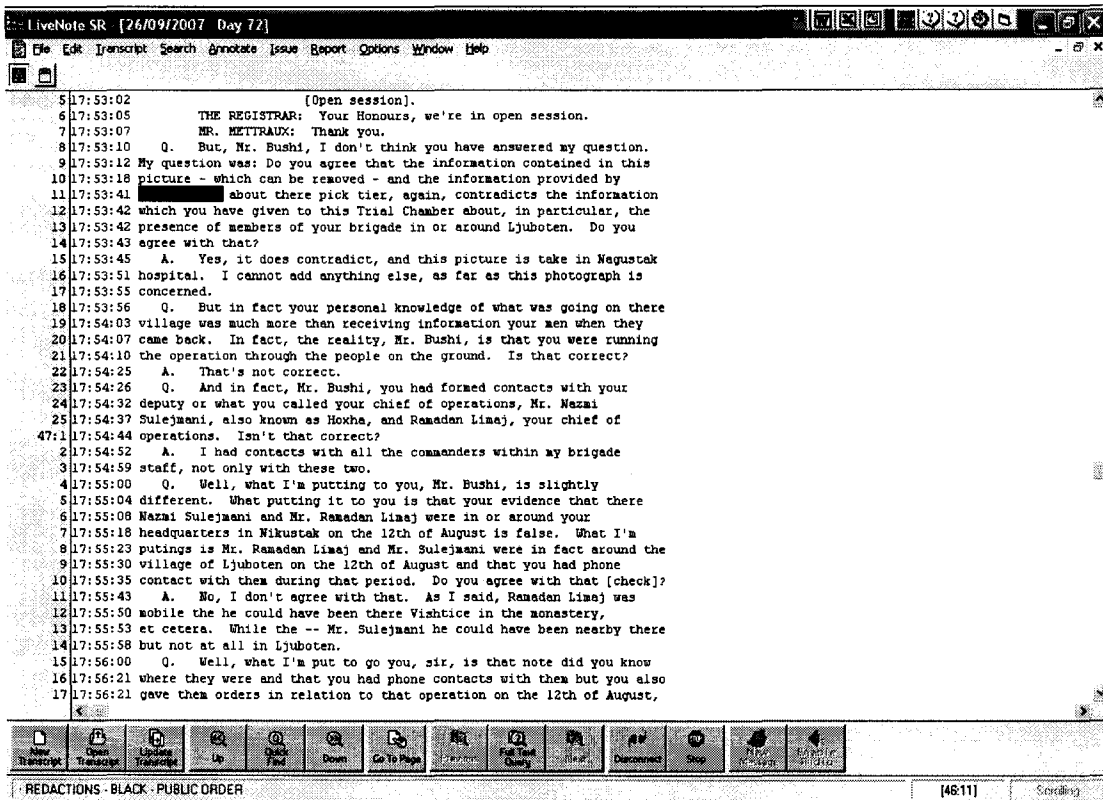 LiveNote SR - [26/09/2007 Day 72]
File Edit Transcript Search Annotate Issue Report Options Window Help
5 17:53:02 [Open session].
6 17:53:05 THE REGISTRAR: Your Honours, we're in open session.
7 17:53:07 MR. METTRAUX: Thank you.
8 17:53:10 Q. But, Mr. Bushi, I don't think you have answered my question.
9 17:53:12 My question was: Do you agree that the information contained in this
10 17:53:18 picture - which can be removed - and the information provided by
11 17:53:41 about there pick tier, again, contradicts the information
12 17:53:42 which you have given to this Trial Chamber about, in particular, the
13 17:53:42 presence of members of your brigade in or around Ljuboten. Do you
14 17:53:43 agree with that?
15 17:53:45 A. Yes, it does contradict, and this picture is take in Nagustak
16 17:53:51 hospital. I cannot add anything else, as far as this photograph is
17 17:53:55 concerned.
18 17:53:56 Q. But in fact your personal knowledge of what was going on there
19 17:54:03 village was much more than receiving information your men when they
20 17:54:07 came back. In fact, the reality, Mr. Bushi, is that you were running
21 17:54:10 the operation through the people on the ground. Is that correct?
22 17:54:25 A. That's not correct.
23 17:54:26 Q. And in fact, Mr. Bushi, you had formed contacts with your
24 17:54:32 deputy or what you called your chief of operations, Mr. Nazmi
25 17:54:37 Sulejmani, also known as Hoxha, and Ramadan Limaj, your chief of
47:1 17:54:44 operations. Isn't that correct?
2 17:54:52 A. I had contacts with all the commanders within my brigade
3 17:54:59 staff, not only with these two.
4 17:55:00 Q. Well, what I'm putting to you, Mr. Bushi, is slightly
5 17:55:04 different. What putting it to you is that your evidence that there
6 17:55:08 Nazmi Sulejmani and Mr. Ramadan Limaj were in or around your
7 17:55:18 headquarters in Nikustak on the 12th of August is false. What I'm
8 17:55:23 putings is Mr. Ramadan Limaj and Mr. Sulejmani were in fact around the
9 17:55:30 village of Ljuboten on the 12th of August and that you had phone
10 17:55:35 contact with them during that period. Do you agree with that [check]?
11 17:55:43 A. No, I don't agree with that. As I said, Ramadan Limaj was
12 17:55:50 mobile the he could have been there Vishtice in the monastery,
13 17:55:53 et cetera. While the -- Mr. Sulejmani he could have been nearby there
14 17:55:58 but not at all in Ljuboten.
15 17:56:00 Q. Well, what I'm put to go you, sir, is that note did you know
16 17:56:21 where they were and that you had phone contacts with them but you also
17 17:56:21 gave them orders in relation to that operation on the 12th of August,
New Transcript Open Transcript Update Transcript Up Quick Find Down Go To Page Full Text Query Disconnect Stop
REDACTIONS - BLACK - PUBLIC ORDER [46:11] Scrolling